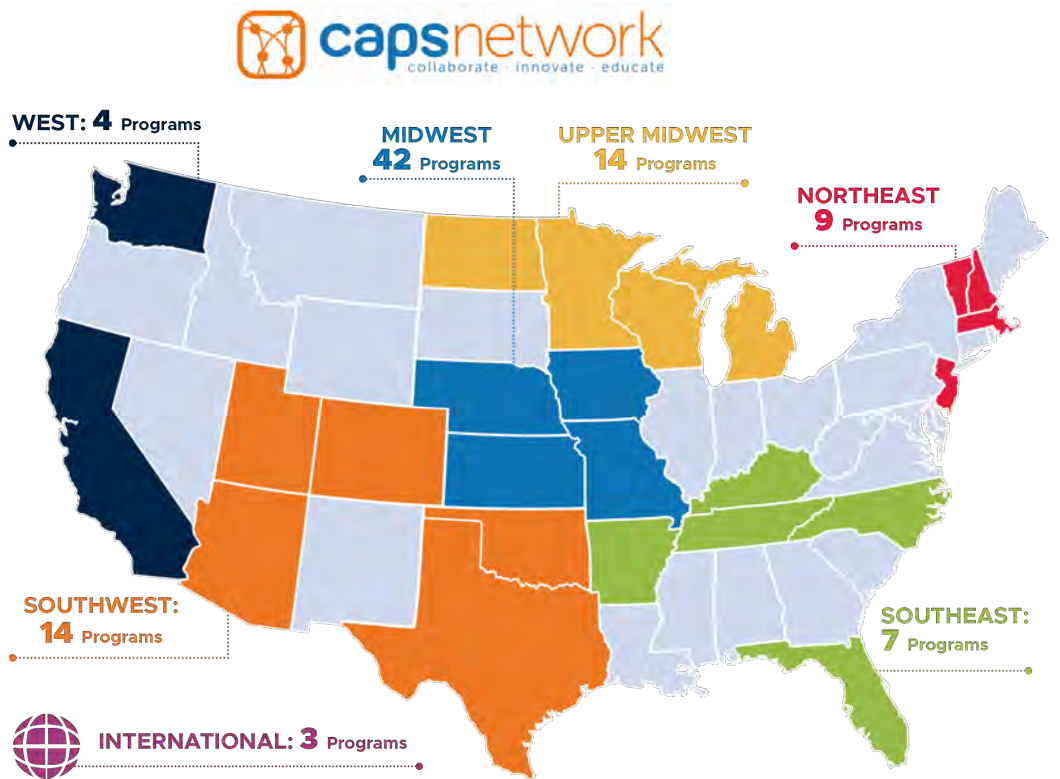 capsnetwork
collaborate · innovate · educate
WEST: 4 Programs
MIDWEST
42 Programs
UPPER MIDWEST
14 Programs
NORTHEAST
9 Programs
SOUTHWEST:
14 Programs
SOUTHEAST:
7 Programs
INTERNATIONAL: 3 Programs